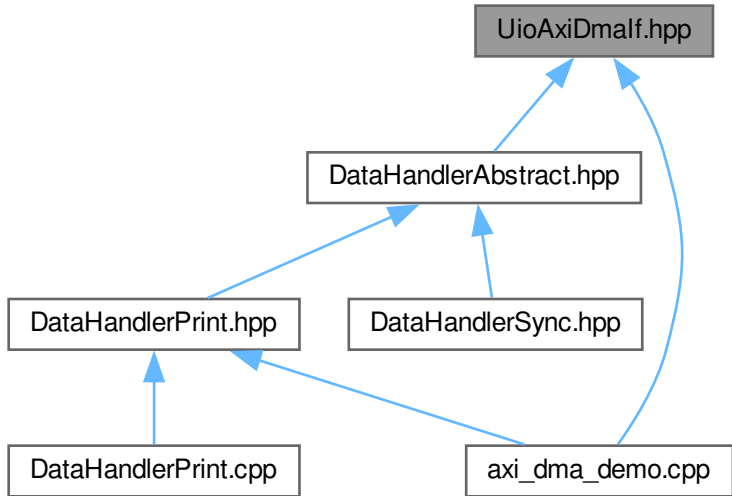 UioAxiDmaIf.hpp
DataHandlerAbstract.hpp
DataHandlerPrint.hpp
DataHandlerSync.hpp
DataHandlerPrint.cpp
axi_dma_demo.cpp